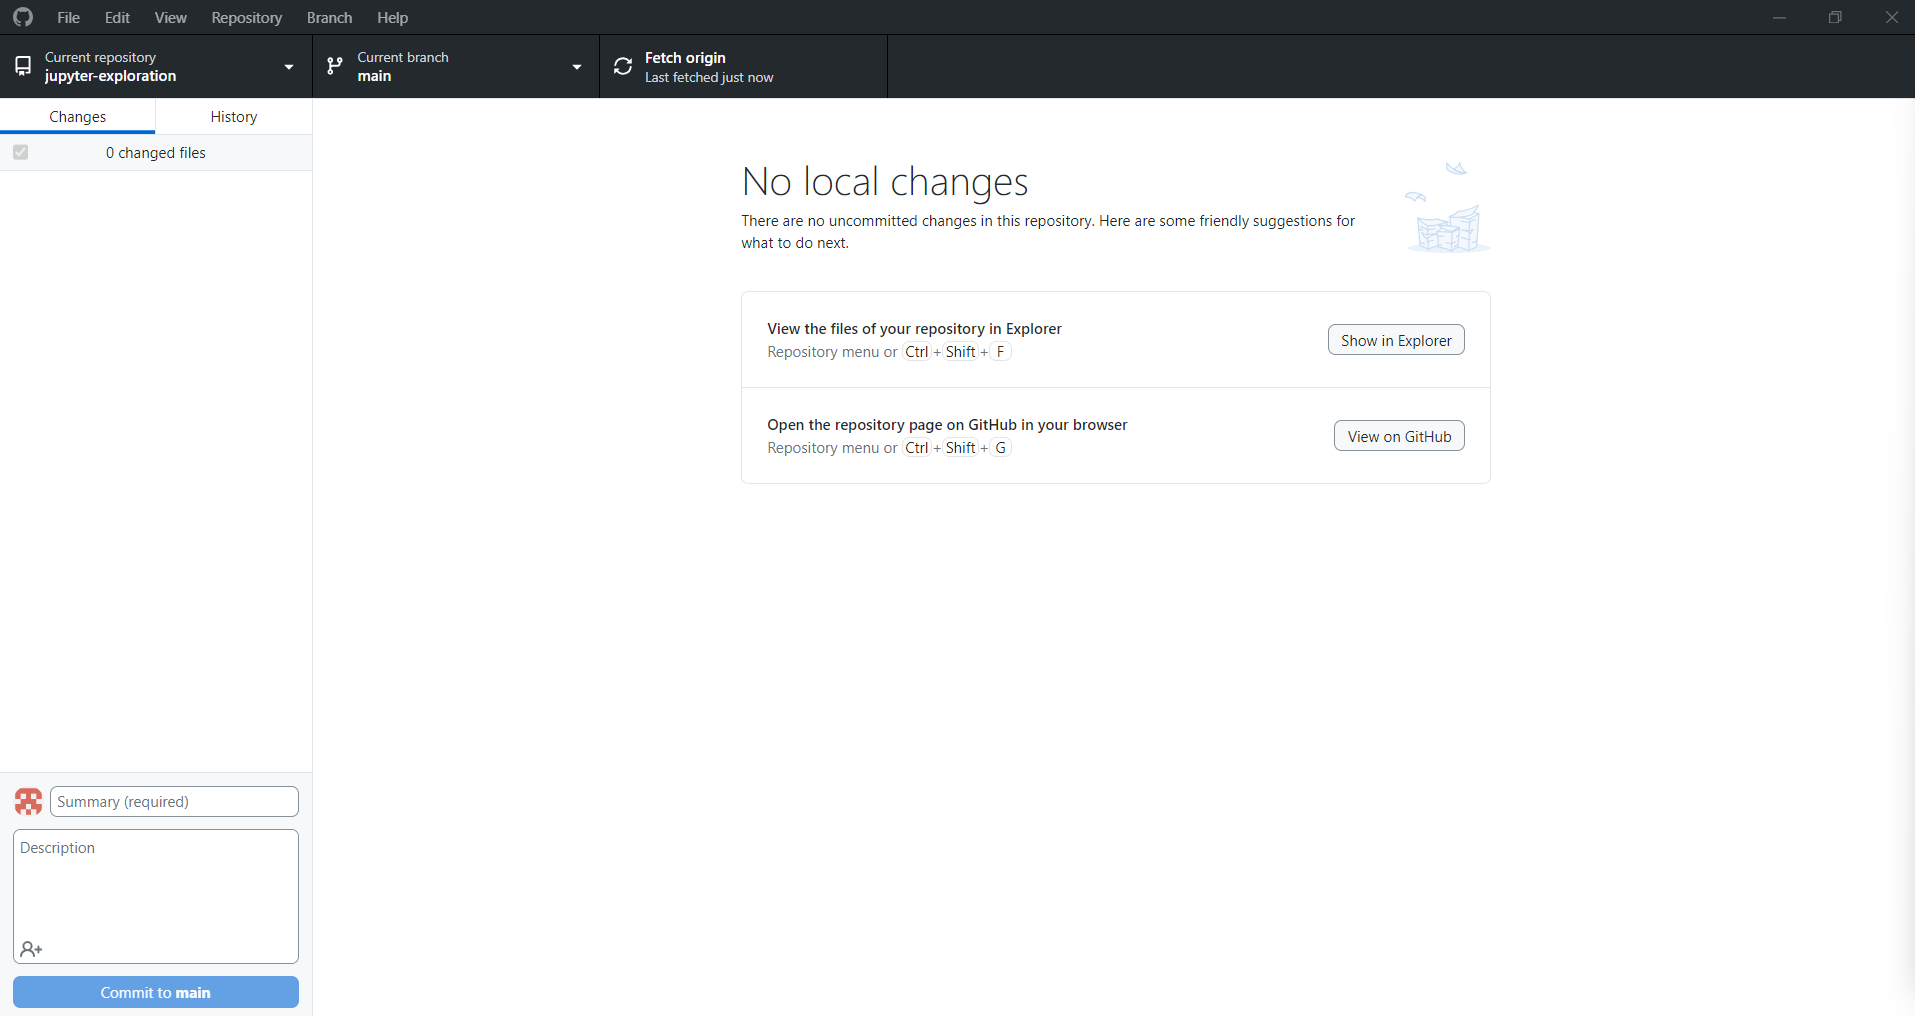 File Edit View Repository Branch Help
Current repository
jupyter-exploration
Current branch
main
Fetch origin
Last fetched just now
Changes
History
0 changed files
No local changes
There are no uncommitted changes in this repository. Here are some friendly suggestions for
what to do next.
View the files of your repository in Explorer
Repository menu or Ctrl + Shift + F
Show in Explorer
Open the repository page on GitHub in your browser
Repository menu or Ctrl + Shift + G
View on GitHub
Summary (required)
Description
Commit to main